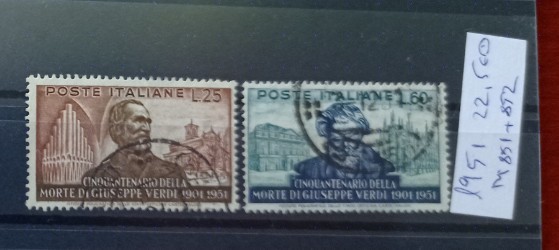 POSTE ITALIANE L.25
CINQUANTENARIO DELLA
MORTE DI GIUSEPPE VERDI 1901-1951
POSTE ITALIANE L.60
CINQUANTENARIO DELLA
MORTE DI GIUSEPPE VERDI 1901-1951
1951 22,500
M 851+852